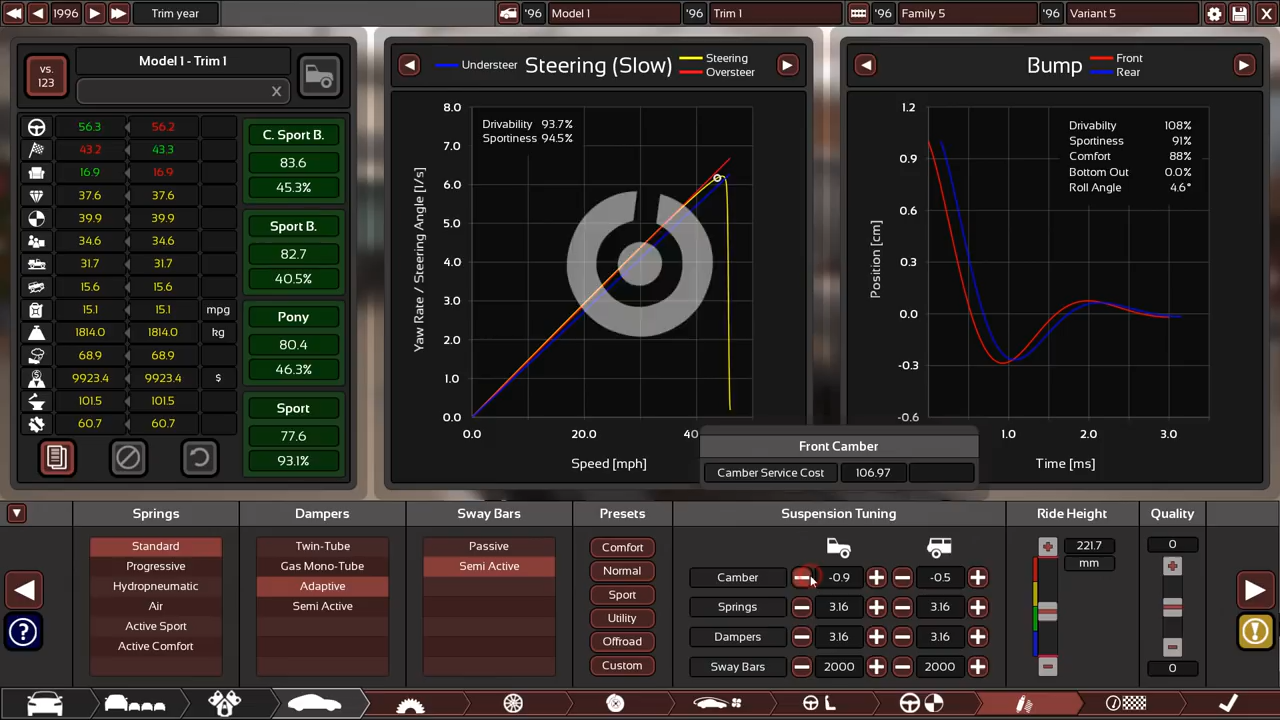 1996
Trim year
'96
Model 1
'96
Trim 1
'96
Family 5
'96
Variant 5
vs.
123
Model 1 - Trim 1
x
56.3
56.2
43.2
43.3
16.9
16.9
37.6
37.6
39.9
39.9
34.6
34.6
31.7
31.7
15.6
15.6
15.1
15.1
mpg
1814.0
1814.0
kg
68.9
68.9
9923.4
9923.4
$
101.5
101.5
60.7
60.7
C. Sport B.
83.6
45.3%
Sport B.
82.7
40.5%
Pony
80.4
46.3%
Sport
77.6
93.1%
Understeer
Steering (Slow)
Steering
Oversteer
Drivability 93.7%
Sportiness 94.5%
8.0
7.0
6.0
5.0
4.0
3.0
2.0
1.0
0.0
Yaw Rate / Steering Angle [1/s]
0.0
20.0
40
Speed [mph]
Bump
Front
Rear
Drivabilty 108%
Sportiness 91%
Comfort 88%
Bottom Out 0.0%
Roll Angle 4.6°
1.2
0.9
0.6
0.3
0.0
-0.3
-0.6
Position [cm]
1.0
2.0
3.0
Time [ms]
Front Camber
Camber Service Cost
106.97
Springs
Standard
Progressive
Hydropneumatic
Air
Active Sport
Active Comfort
Dampers
Twin-Tube
Gas Mono-Tube
Adaptive
Semi Active
Sway Bars
Passive
Semi Active
Presets
Comfort
Normal
Sport
Utility
Offroad
Custom
Suspension Tuning
Camber
-0.9
-0.5
Springs
3.16
3.16
Dampers
3.16
3.16
Sway Bars
2000
2000
Ride Height
221.7
mm
Quality
0
0
?